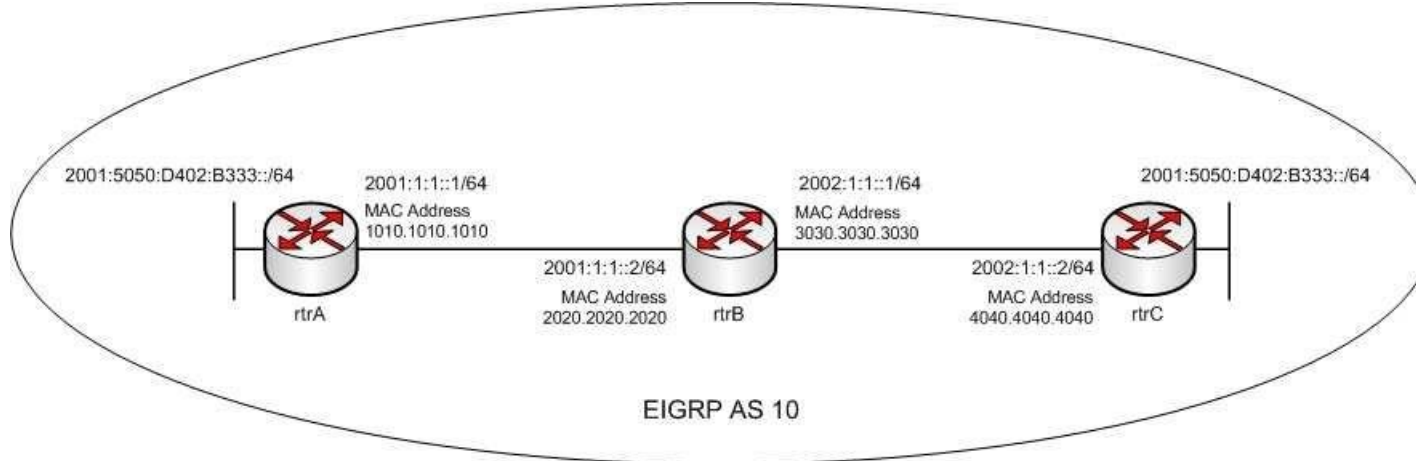 2001:5050:D402:B333::/64
2001:1:1::1/64
MAC Address
1010.1010.1010
2002:1:1::1/64
MAC Address
3030.3030.3030
2001:5050:D402:B333::/64
2001:1:1::2/64
MAC Address
2020.2020.2020
2002:1:1::2/64
MAC Address
4040.4040.4040
rtrA
rtrB
rtrC
EIGRP AS 10